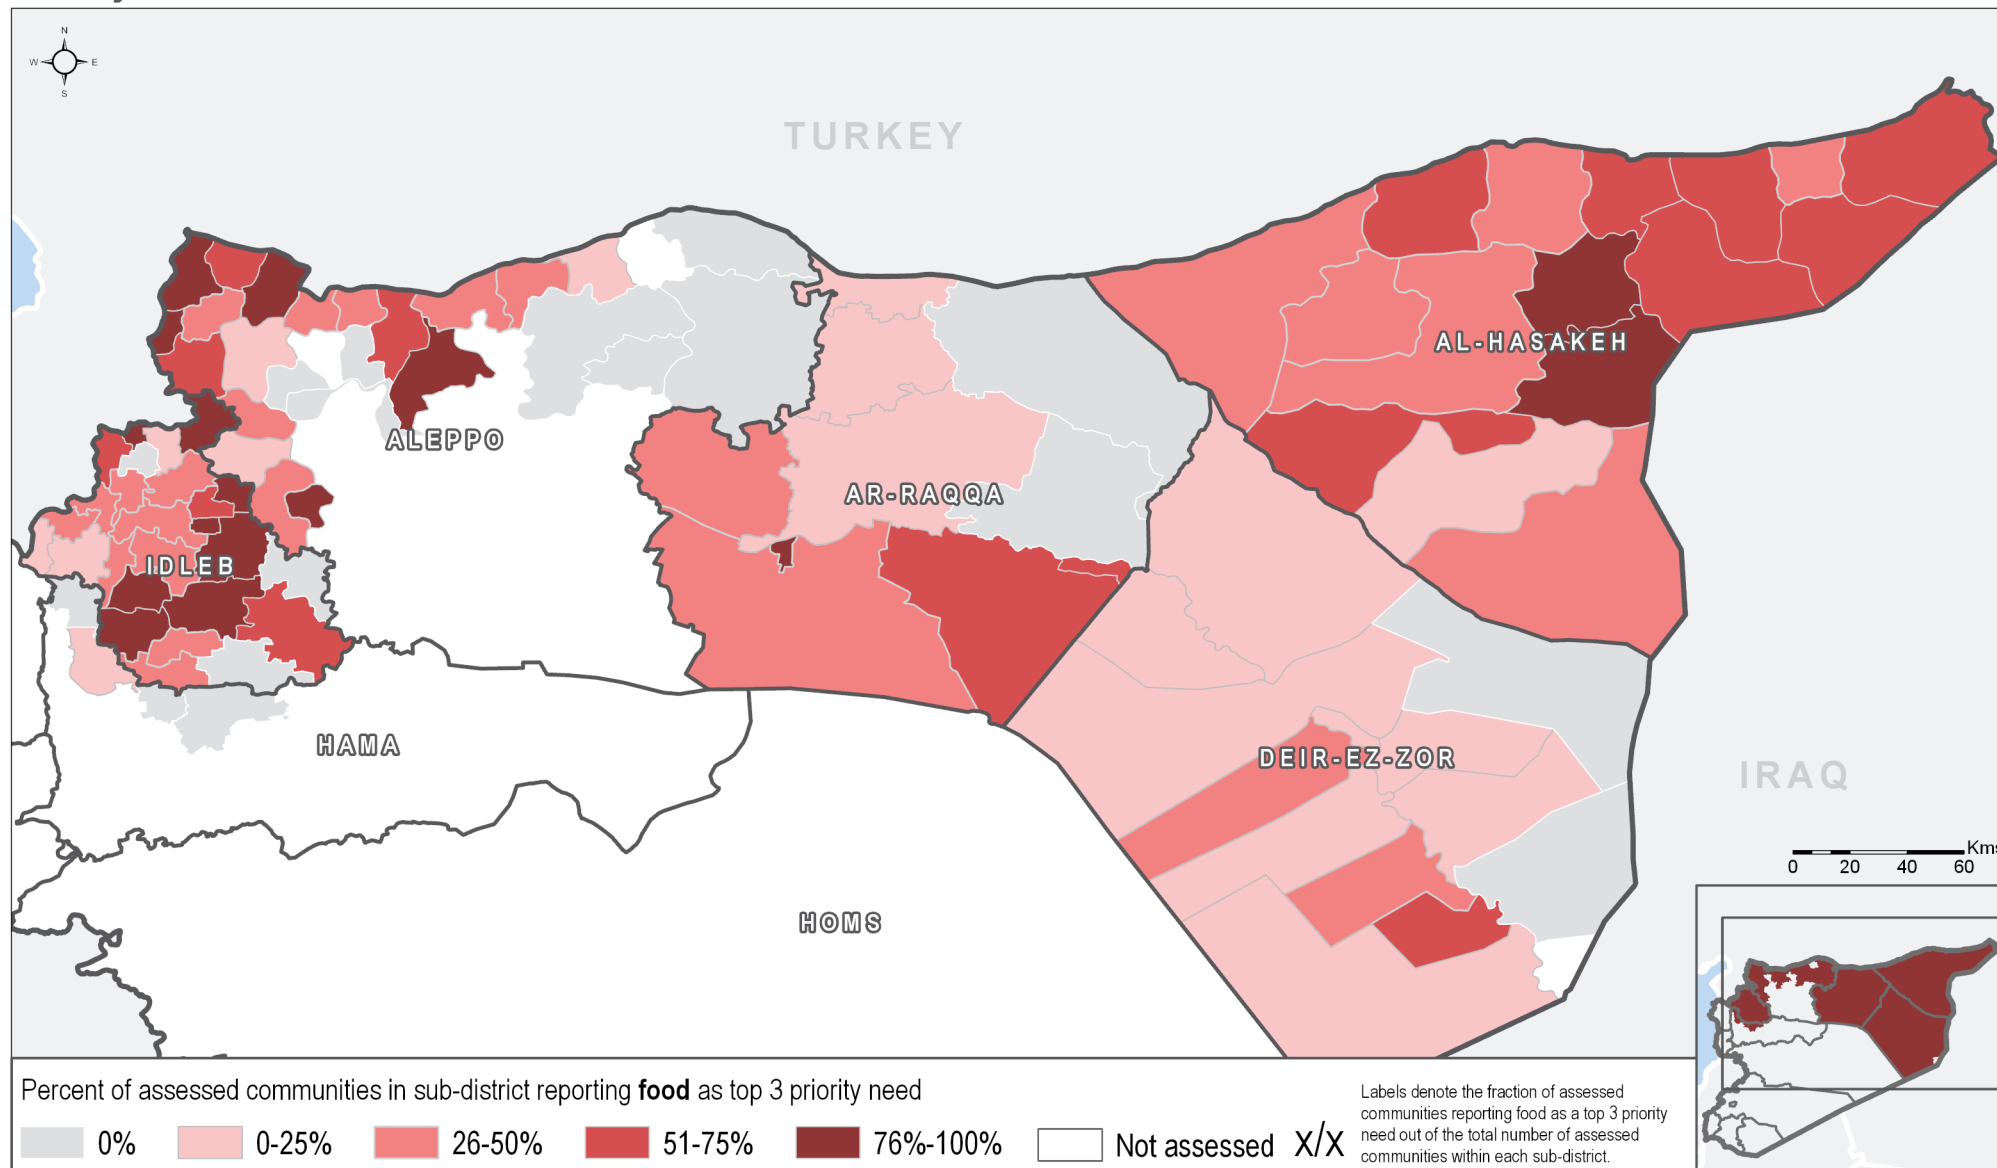 N
W E
S
TURKEY
AL-HASAKEH
ALEPPO
AR-RAQQA
IDLEB
HAMA
DEIR-EZ-ZOR
IRAQ
HOMS
Kms
0 20 40 60
Percent of assessed communities in sub-district reporting food as top 3 priority need
0% 0-25% 26-50% 51-75% 76%-100% Not assessed X/X
Labels denote the fraction of assessed
communities reporting food as a top 3 priority
need out of the total number of assessed
communities within each sub-district.